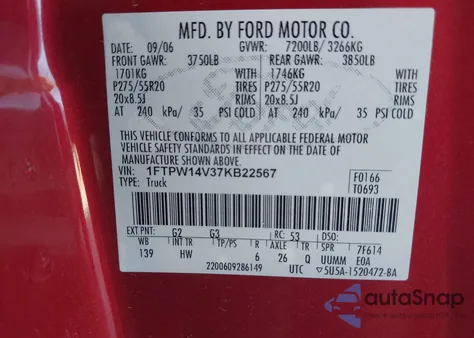 MFD. BY FORD MOTOR CO.
DATE: 09/06 GVWR: 7200LB/ 3266KG
FRONT GAWR: 3750LB REAR GAWR: 3850LB
1701KG WITH 1746KG WITH
P275/55R20 TIRES P275/55R20 TIRES
20x8.5J RIMS 20x8.5J RIMS
AT 240 kPa/ 35 PSI COLD AT 240 kPa/ 35 PSI COLD
THIS VEHICLE CONFORMS TO ALL APPLICABLE FEDERAL MOTOR
VEHICLE SAFETY STANDARDS IN EFFECT ON THE DATE OF
MANUFACTURE SHOWN ABOVE.
VIN: 1FTPW14V37KB22567 F0166
TYPE: Truck T0693
EXT PNT: G2 G3 RC: 53 DSO:
WB INT TR TP/PS R AXLE TR SPR 7F614
139 HW 6 26 Q UUMM E0A
2200609286149 UTC 5U5A-1520472-BA
autoSnap